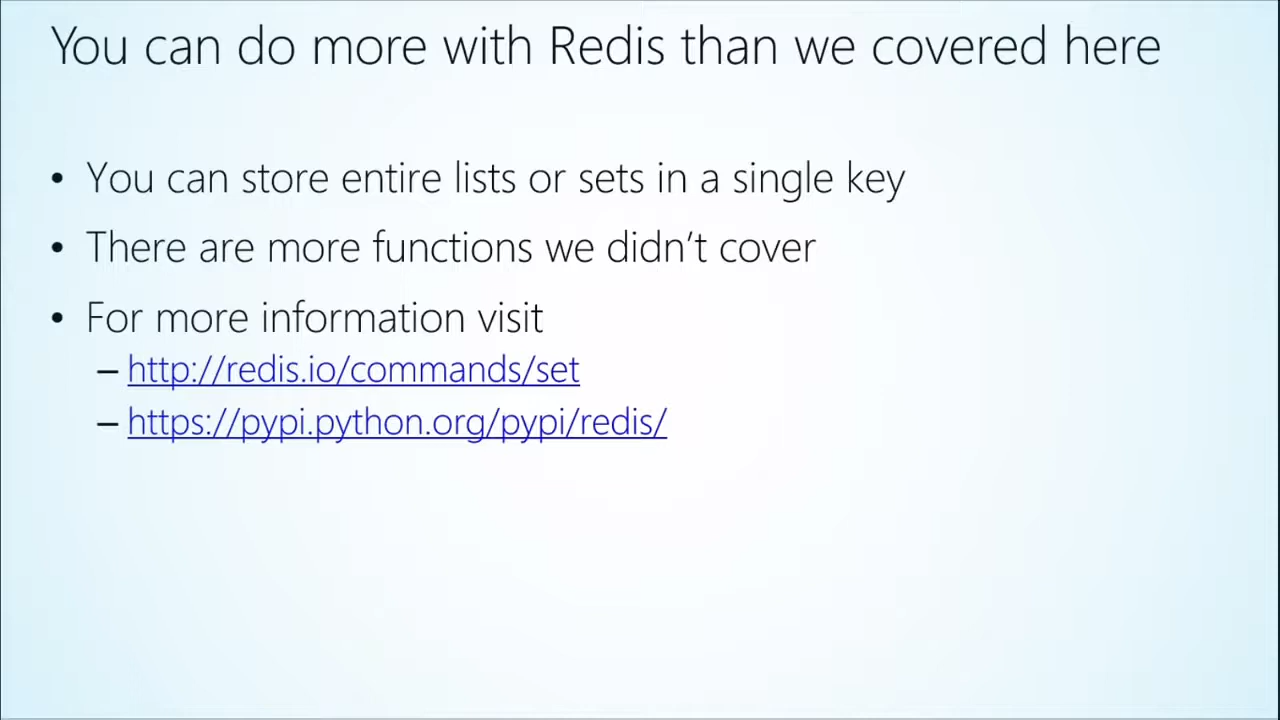 You can do more with Redis than we covered here
• You can store entire lists or sets in a single key
• There are more functions we didn’t cover
• For more information visit
– http://redis.io/commands/set
– https://pypi.python.org/pypi/redis/